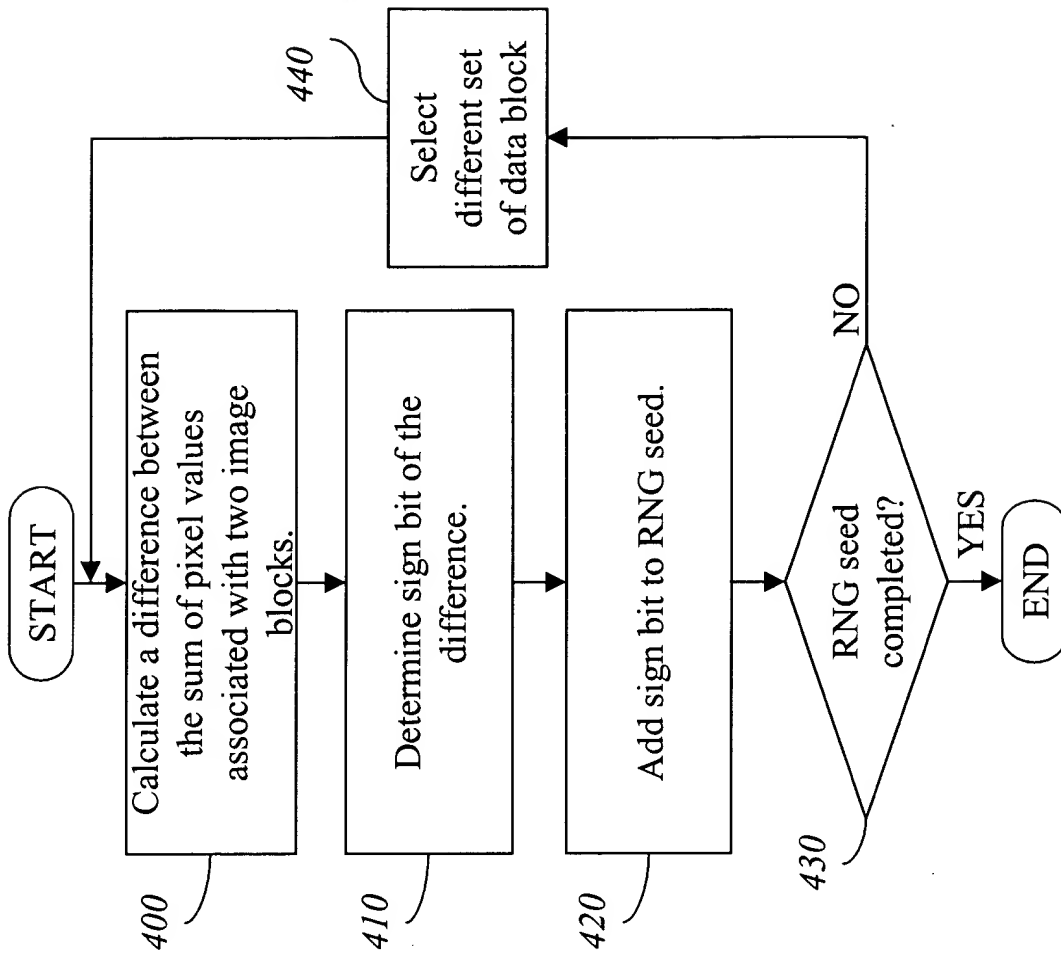 START
400
Calculate a difference between
the sum of pixel values
associated with two image
blocks.
410
Determine sign bit of the
difference.
420
Add sign bit to RNG seed.
430
RNG seed
completed?
NO
YES
440
Select
different set
of data block
END